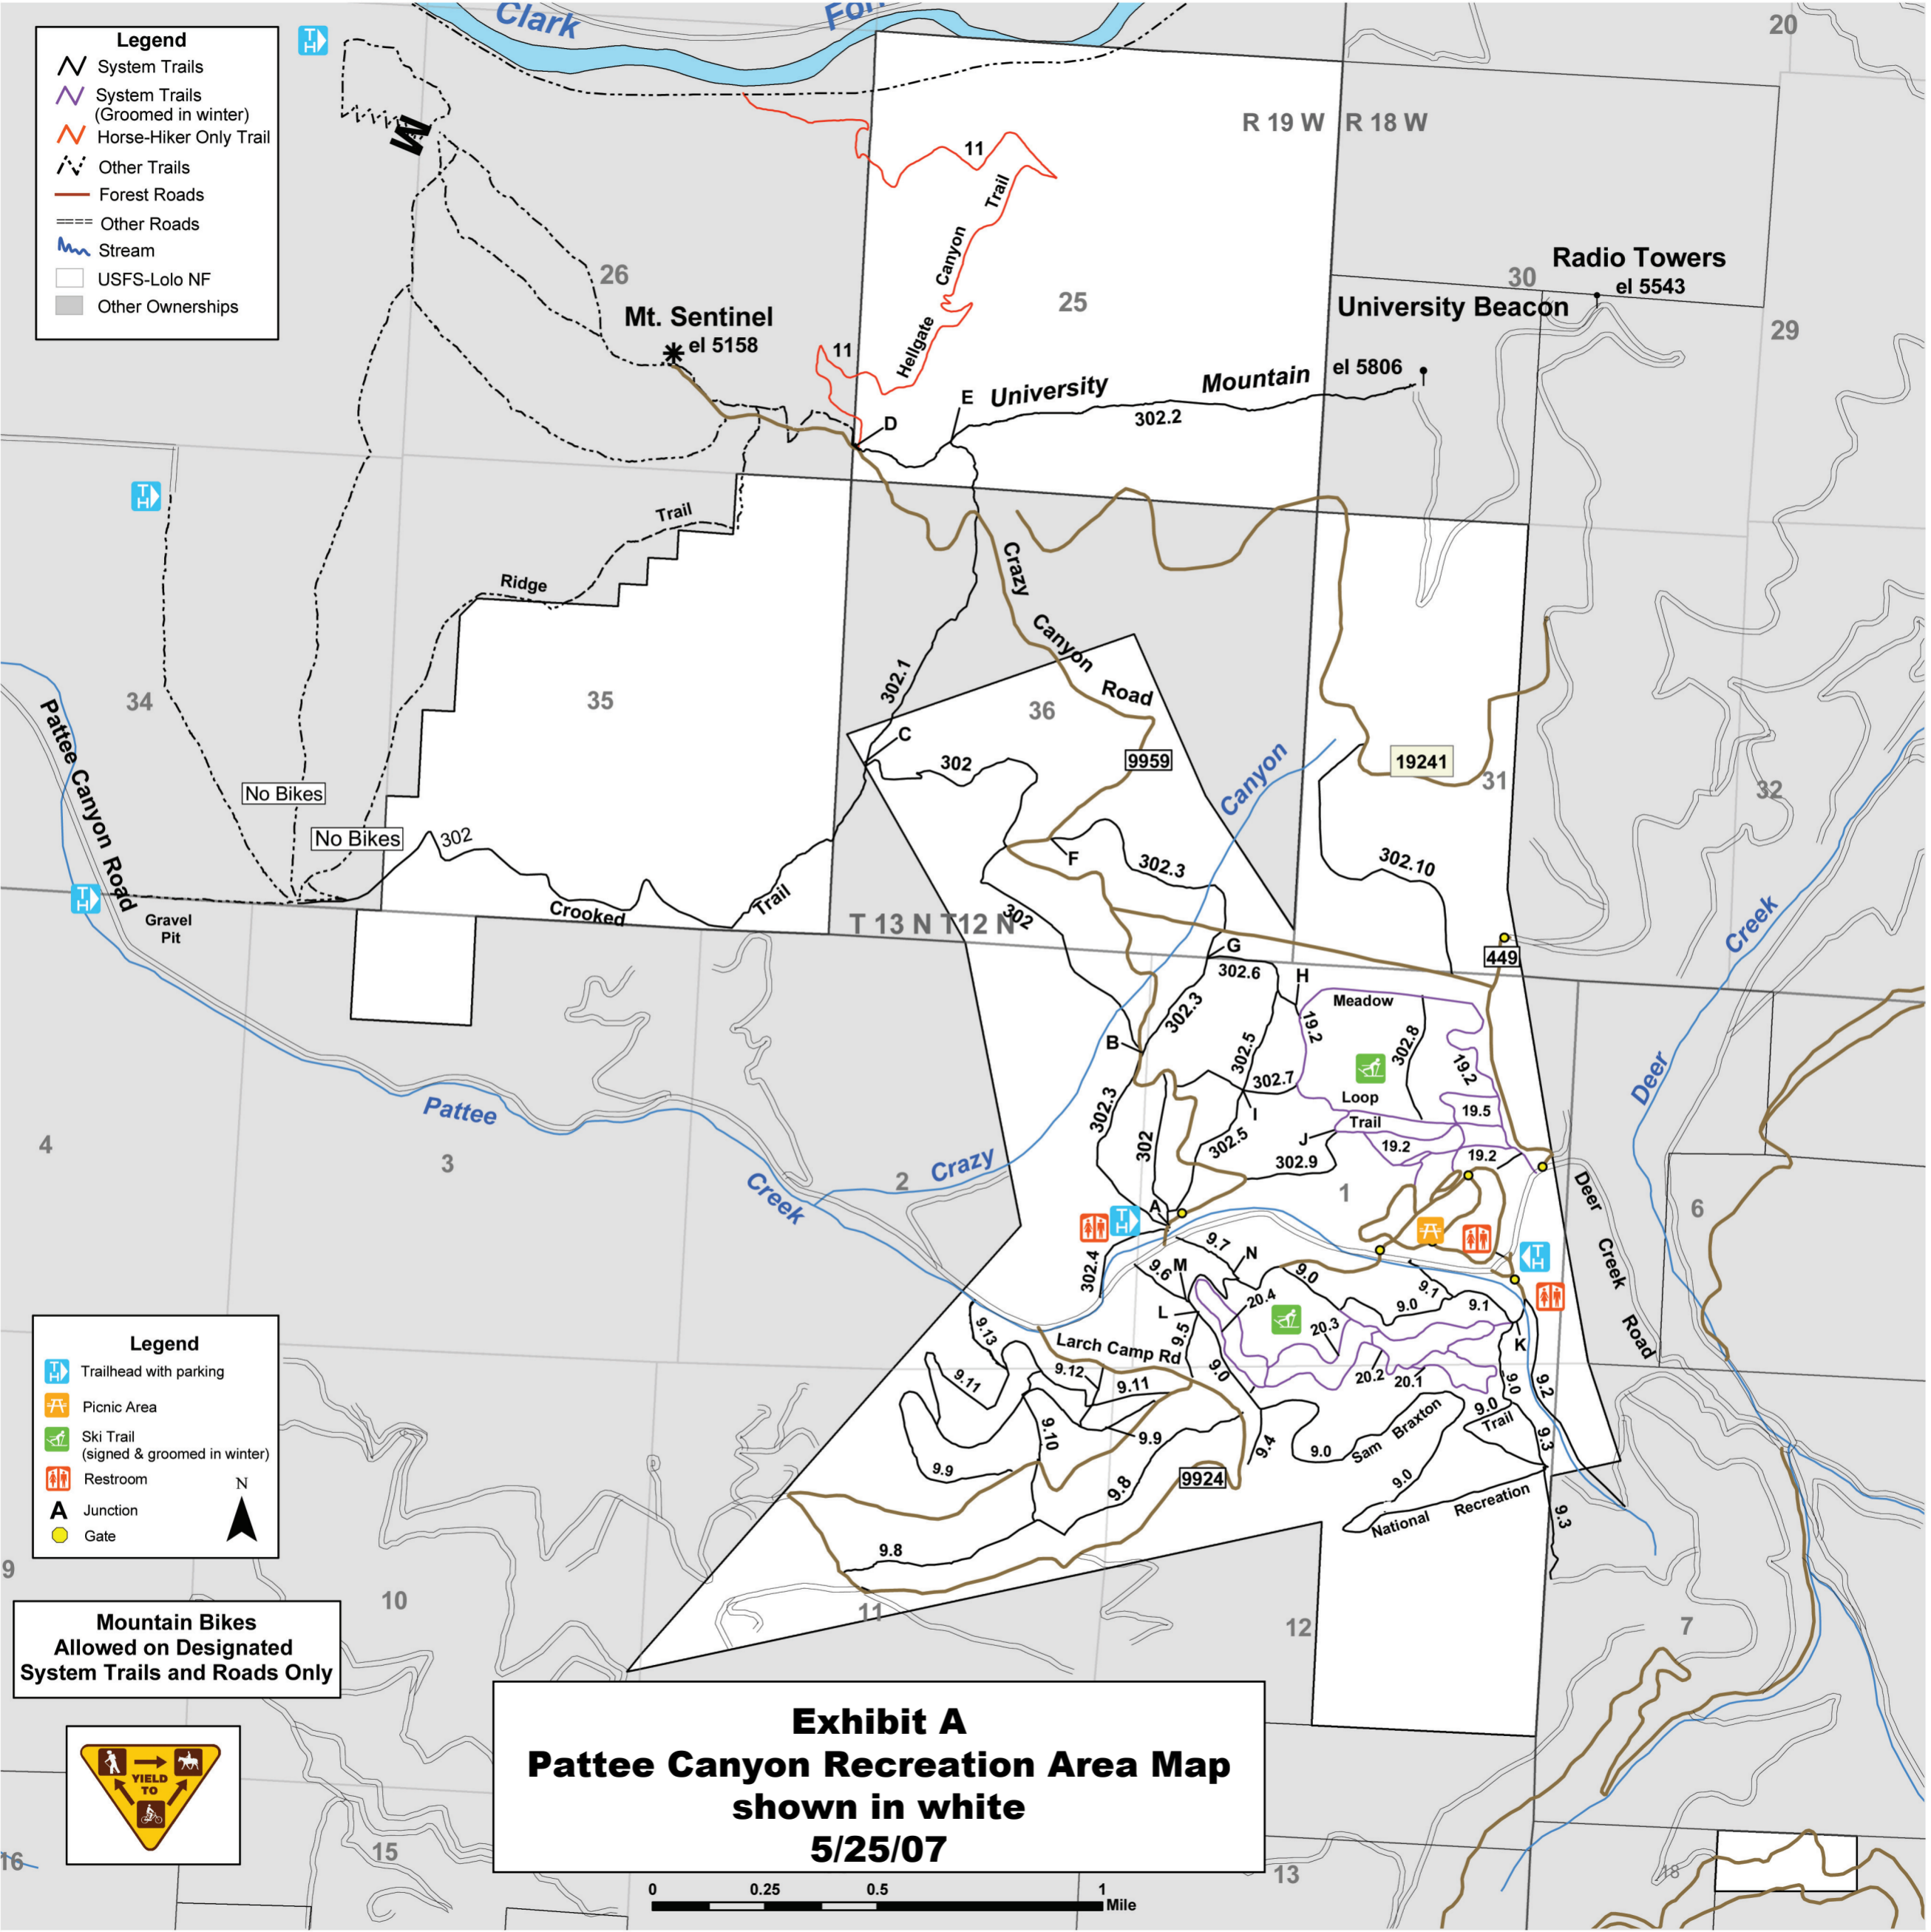 Clark
Fork
20
Legend
System Trails
System Trails
(Groomed in winter)
Horse-Hiker Only Trail
Other Trails
Forest Roads
Other Roads
Stream
USFS-Lolo NF
Other Ownerships
T
H
M
R 19 W
R 18 W
11
Hellgate Canyon Trail
26
25
30
Radio Towers
el 5543
University Beacon
29
Mt. Sentinel
el 5158
11
el 5806
E
University Mountain
302.2
D
T
H
Trail
Ridge
Crazy Canyon Road
302.1
34
35
36
C
302
9959
Canyon
19241
31
32
Pattee Canyon Road
No Bikes
No Bikes
302
F
302.3
302.10
T
H
Gravel
Pit
Crooked
Trail
T 13 N T12 N
302
G
302.6
H
449
Creek
Meadow
302.3
19.2
302.8
B
302.5
302.7
19.2
Deer
Pattee
302.3
I
Loop
Trail
19.5
4
3
2
Creek
Crazy
302
302.5
J
302.9
19.2
19.2
1
6
Deer
Creek
Road
A
T
H
302.4
9.7
N
T
H
9.6
M
9.0
9.1
9.0
9.1
L
20.4
20.3
K
9.13
Larch Camp Rd
9.5
9.0
20.2
20.1
9.0
9.2
9.12
9.11
9.11
9.10
9.9
9.9
9.4
9.0
Sam Braxton
9.0
Trail
9.3
9.8
9924
9.0
National Recreation
9.3
9.8
Legend
T
H
Trailhead with parking
Picnic Area
Ski Trail
(signed & groomed in winter)
Restroom
A Junction
Gate
N
9
10
11
12
7
Mountain Bikes
Allowed on Designated
System Trails and Roads Only
YIELD
TO
Exhibit A
Pattee Canyon Recreation Area Map
shown in white
5/25/07
16
15
13
18
0 0.25 0.5 1
Mile